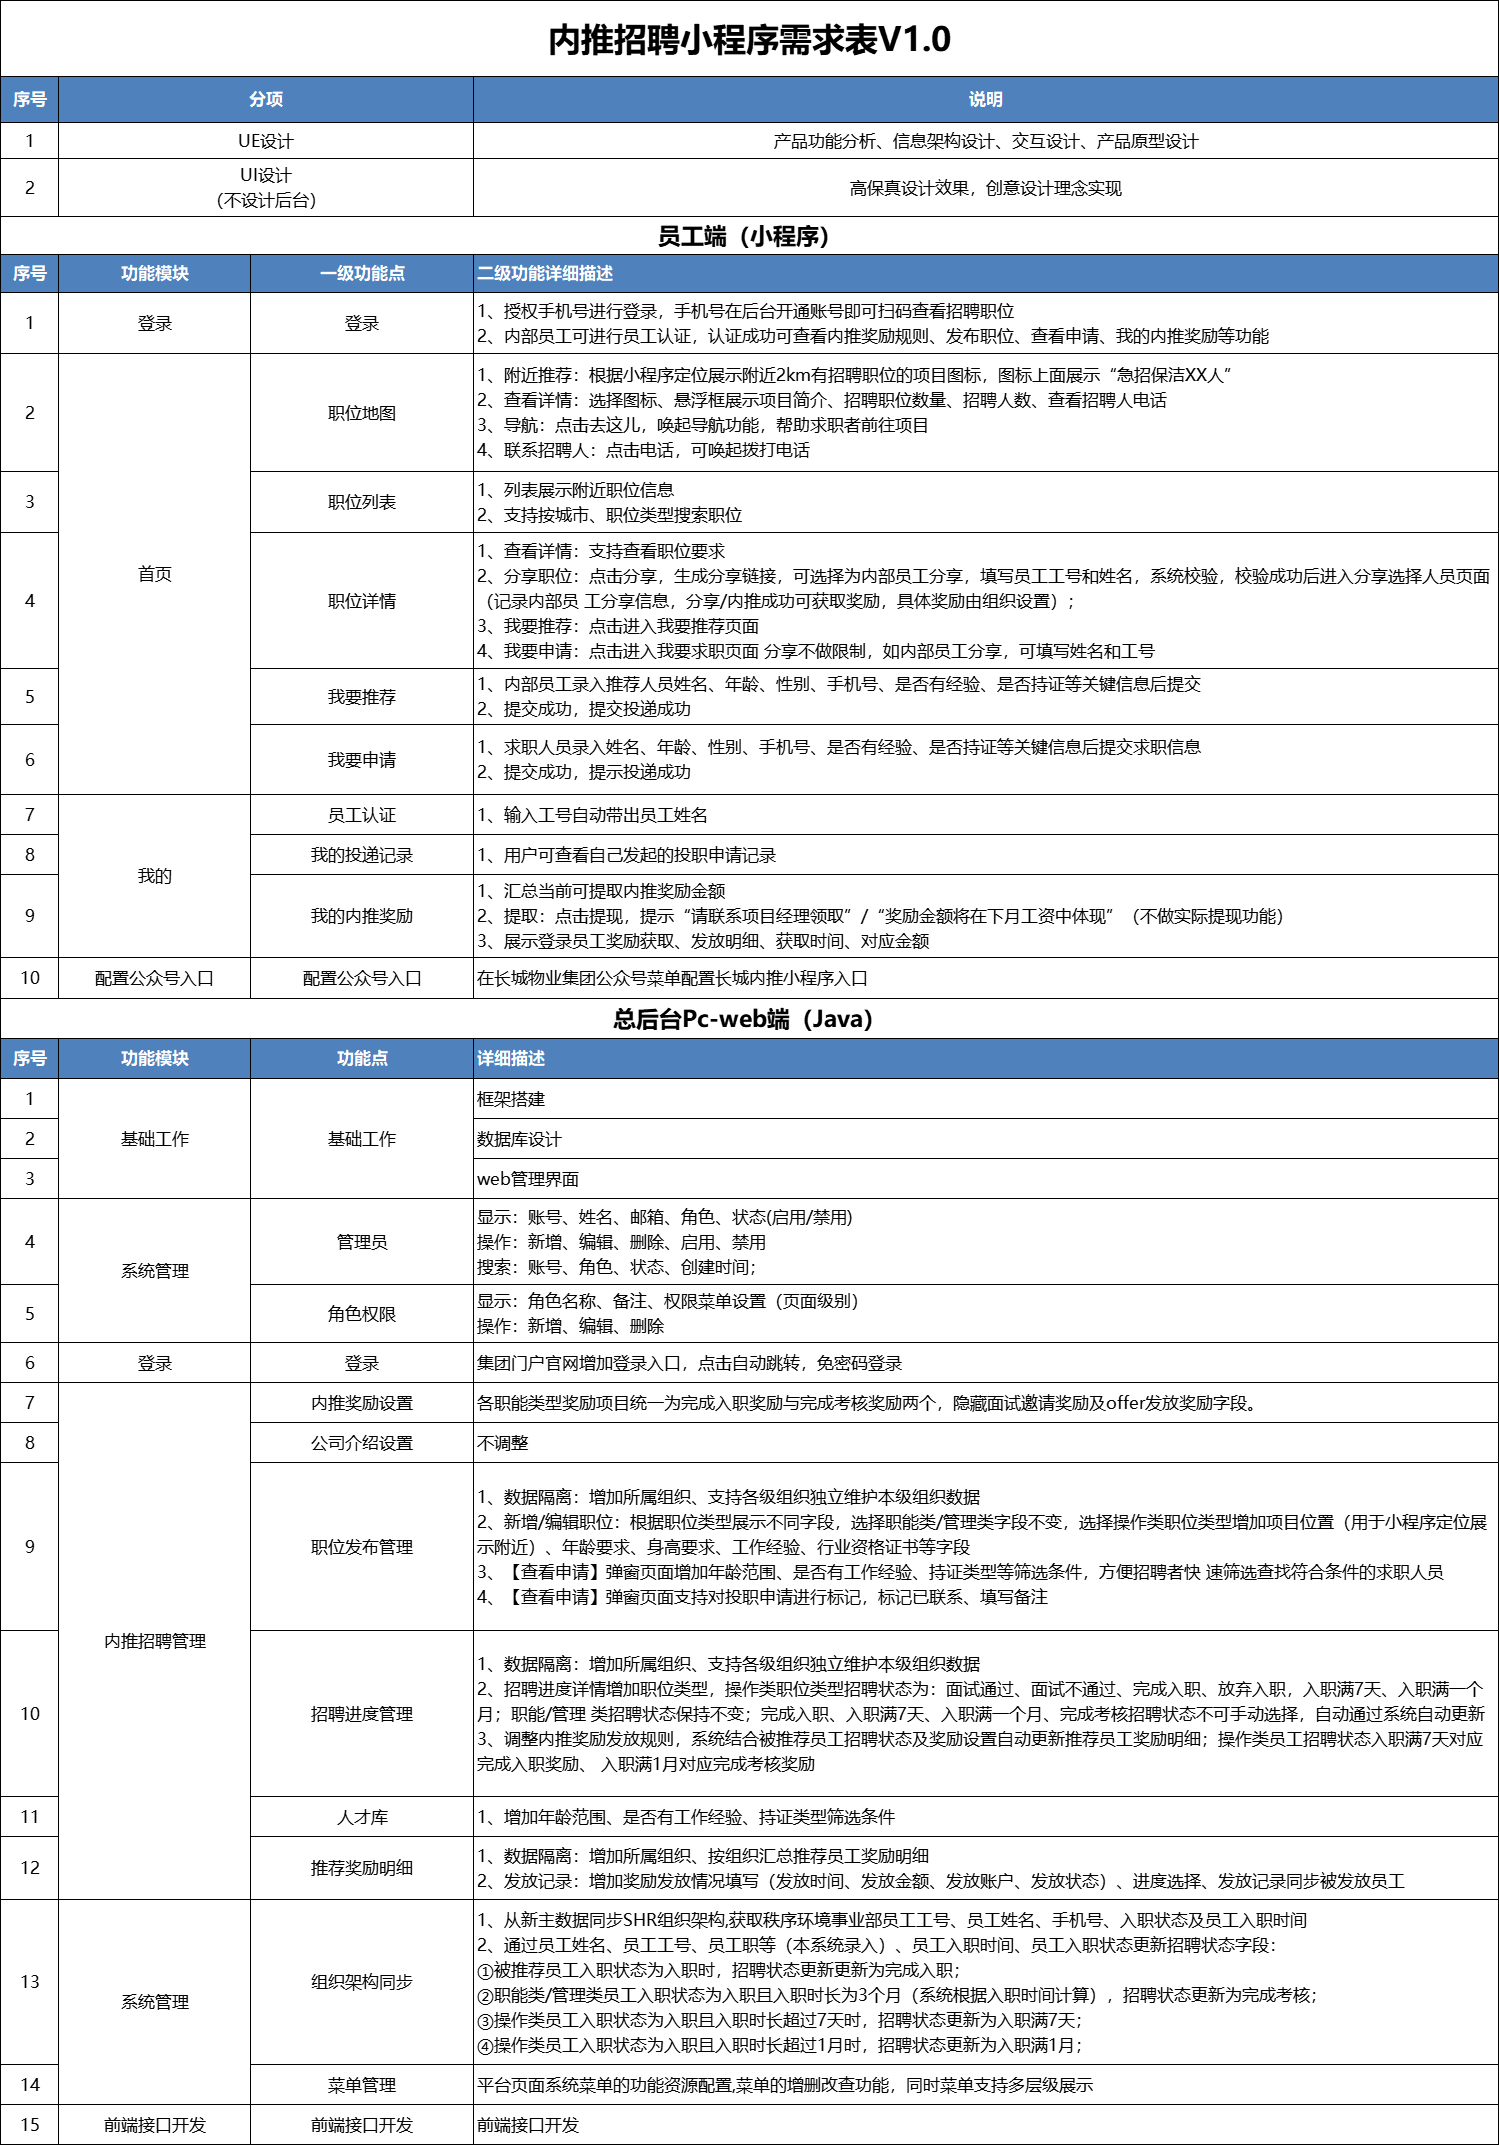 内推招聘小程序需求表V1.0
序号 分项 说明
1 UE设计 产品功能分析、信息架构设计、交互设计、产品原型设计
2 UI设计
（不设计后台） 高保真设计效果，创意设计理念实现
员工端（小程序）
序号 功能模块 一级功能点 二级功能详细描述
1 登录 登录
1、授权手机号进行登录，手机号在后台开通账号即可扫码查看招聘职位
2、内部员工可进行员工认证，认证成功可查看内推奖励规则、发布职位、查看申请、我的内推奖励等功能
首页
2 职位地图
1、附近推荐：根据小程序定位展示附近2km有招聘职位的项目图标，图标上面展示“急招保洁XX人”
2、查看详情：选择图标、悬浮框展示项目简介、招聘职位数量、招聘人数、查看招聘人电话
3、导航：点击去这儿，唤起导航功能，帮助求职者前往项目
4、联系招聘人：点击电话，可唤起拨打电话
3 职位列表
1、列表展示附近职位信息
2、支持按城市、职位类型搜索职位
4 职位详情
1、查看详情：支持查看职位要求
2、分享职位：点击分享，生成分享链接，可选择为内部员工分享，填写员工工号和姓名，系统校验，校验成功后进入分享选择人员页面
（记录内部员 工分享信息，分享/内推成功可获取奖励，具体奖励由组织设置）；
3、我要推荐：点击进入我要推荐页面
4、我要申请：点击进入我要求职页面 分享不做限制，如内部员工分享，可填写姓名和工号
5 我要推荐
1、内部员工录入推荐人员姓名、年龄、性别、手机号、是否有经验、是否持证等关键信息后提交
2、提交成功，提交投递成功
6 我要申请
1、求职人员录入姓名、年龄、性别、手机号、是否有经验、是否持证等关键信息后提交求职信息
2、提交成功，提示投递成功
我的
7 员工认证 1、输入工号自动带出员工姓名
8 我的投递记录 1、用户可查看自己发起的投职申请记录
9 我的内推奖励
1、汇总当前可提取内推奖励金额
2、提取：点击提现，提示“请联系项目经理领取”/“奖励金额将在下月工资中体现”（不做实际提现功能）
3、展示登录员工奖励获取、发放明细、获取时间、对应金额
10 配置公众号入口 配置公众号入口 在长城物业集团公众号菜单配置长城内推小程序入口
总后台Pc-web端（Java）
序号 功能模块 功能点 详细描述
基础工作 基础工作
1 框架搭建
2 数据库设计
3 web管理界面
系统管理
4 管理员
显示：账号、姓名、邮箱、角色、状态(启用/禁用)
操作：新增、编辑、删除、启用、禁用
搜索：账号、角色、状态、创建时间；
5 角色权限
显示：角色名称、备注、权限菜单设置（页面级别）
操作：新增、编辑、删除
6 登录 登录 集团门户官网增加登录入口，点击自动跳转，免密码登录
内推招聘管理
7 内推奖励设置 各职能类型奖励项目统一为完成入职奖励与完成考核奖励两个，隐藏面试邀请奖励及offer发放奖励字段。
8 公司介绍设置 不调整
9 职位发布管理
1、数据隔离：增加所属组织、支持各级组织独立维护本级组织数据
2、新增/编辑职位：根据职位类型展示不同字段，选择职能类/管理类字段不变，选择操作类职位类型增加项目位置（用于小程序定位展
示附近）、年龄要求、身高要求、工作经验、行业资格证书等字段
3、【查看申请】弹窗页面增加年龄范围、是否有工作经验、持证类型等筛选条件，方便招聘者快 速筛选查找符合条件的求职人员
4、【查看申请】弹窗页面支持对投职申请进行标记，标记已联系、填写备注
10 招聘进度管理
1、数据隔离：增加所属组织、支持各级组织独立维护本级组织数据
2、招聘进度详情增加职位类型，操作类职位类型招聘状态为：面试通过、面试不通过、完成入职、放弃入职，入职满7天、入职满一个
月；职能/管理 类招聘状态保持不变；完成入职、入职满7天、入职满一个月、完成考核招聘状态不可手动选择，自动通过系统自动更新
3、调整内推奖励发放规则，系统结合被推荐员工招聘状态及奖励设置自动更新推荐员工奖励明细；操作类员工招聘状态入职满7天对应
完成入职奖励、 入职满1月对应完成考核奖励
11 人才库 1、增加年龄范围、是否有工作经验、持证类型筛选条件
12 推荐奖励明细
1、数据隔离：增加所属组织、按组织汇总推荐员工奖励明细
2、发放记录：增加奖励发放情况填写（发放时间、发放金额、发放账户、发放状态）、进度选择、发放记录同步被发放员工
系统管理
13 组织架构同步
1、从新主数据同步SHR组织架构,获取秩序环境事业部员工工号、员工姓名、手机号、入职状态及员工入职时间
2、通过员工姓名、员工工号、员工职等（本系统录入）、员工入职时间、员工入职状态更新招聘状态字段：
①被推荐员工入职状态为入职时，招聘状态更新更新为完成入职；
②职能类/管理类员工入职状态为入职且入职时长为3个月（系统根据入职时间计算），招聘状态更新为完成考核；
③操作类员工入职状态为入职且入职时长超过7天时，招聘状态更新为入职满7天；
④操作类员工入职状态为入职且入职时长超过1月时，招聘状态更新为入职满1月；
14 菜单管理 平台页面系统菜单的功能资源配置,菜单的增删改查功能，同时菜单支持多层级展示
15 前端接口开发 前端接口开发 前端接口开发